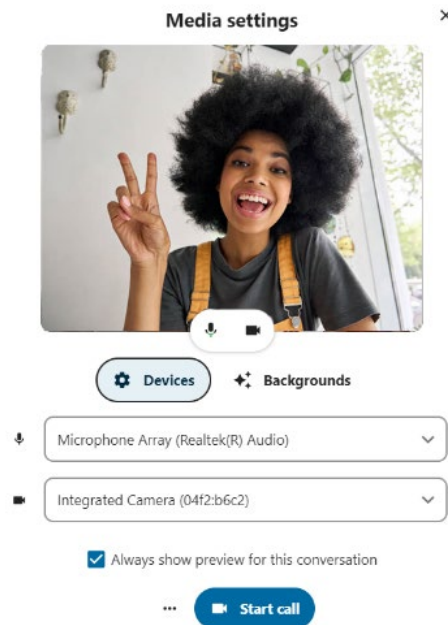 Media settings
Devices
Backgrounds
Microphone Array (Realtek(R) Audio)
Integrated Camera (04f2:b6c2)
Always show preview for this conversation
Start call